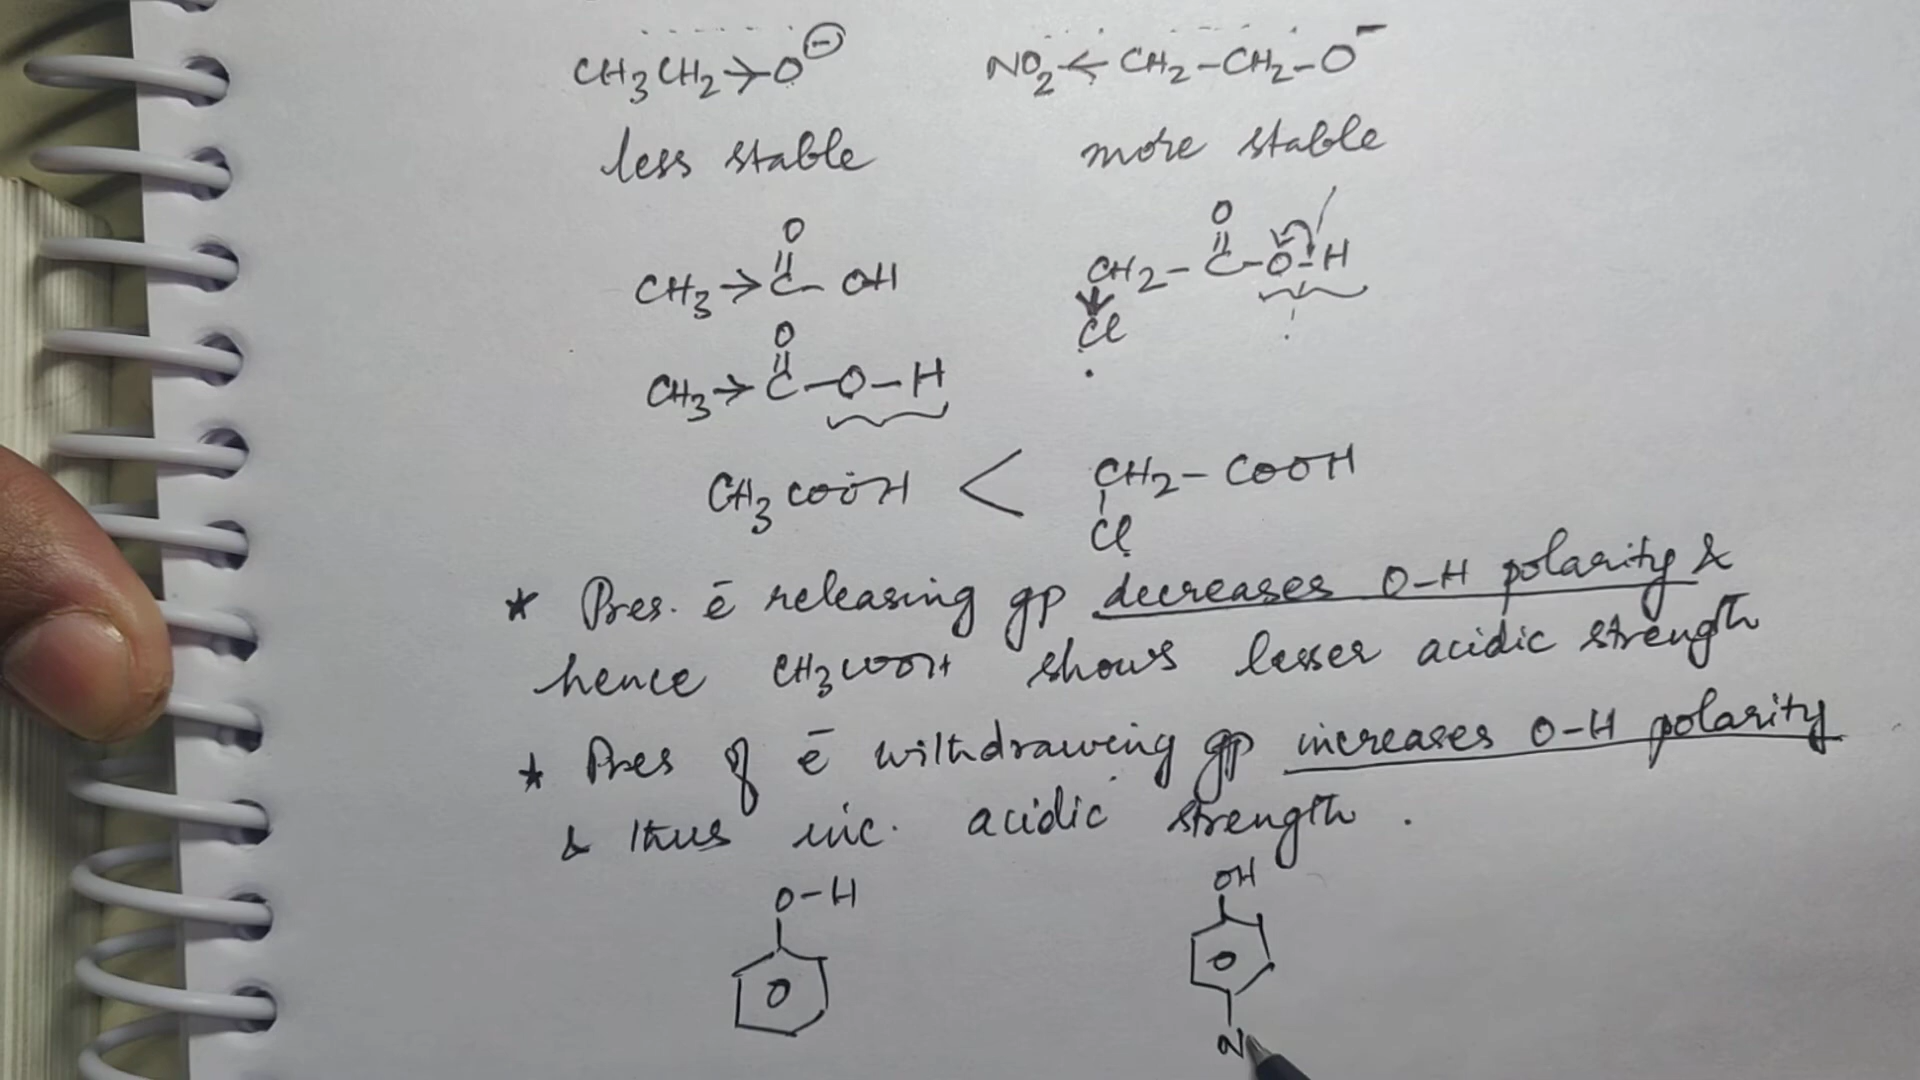 CH₃CH₂→O⊖ NO₂←CH₂–CH₂–O⁻
less stable more stable
O O
CH₃→C–OH CH₂–C–O–H
Cl
O
CH₃→C–O–H
CH₃COOH < CH₂–COOH
Cl
* Pres. ē releasing gp decreases O–H polarity &
hence CH₃COOH shows lesser acidic strength
* Pres of ē withdrawing gp increases O–H polarity
& thus inc. acidic strength.
O–H OH
N